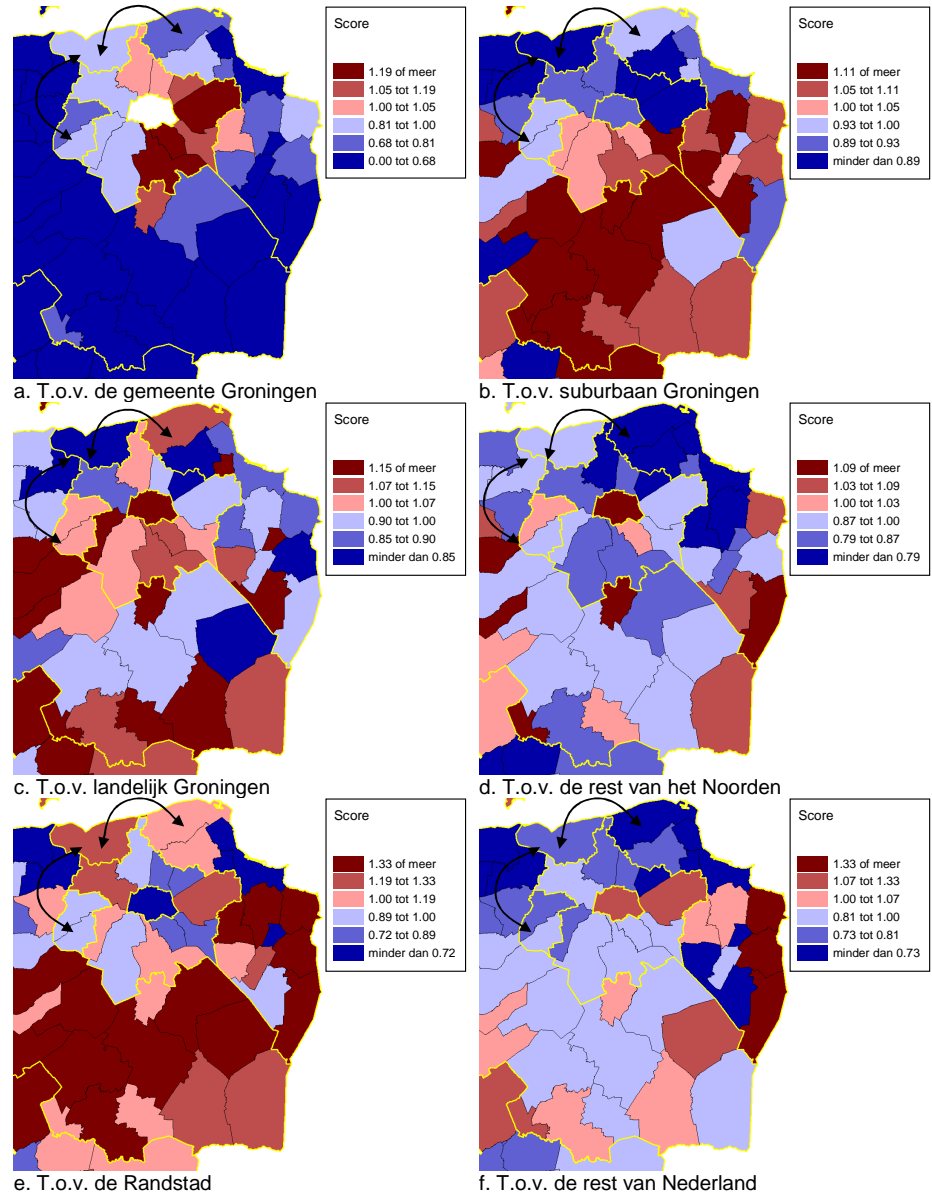 Score
1.19 of meer
1.05 tot 1.19
1.00 tot 1.05
0.81 tot 1.00
0.68 tot 0.81
0.00 tot 0.68
a. T.o.v. de gemeente Groningen
Score
1.11 of meer
1.05 tot 1.11
1.00 tot 1.05
0.93 tot 1.00
0.89 tot 0.93
minder dan 0.89
b. T.o.v. suburbaan Groningen
Score
1.15 of meer
1.07 tot 1.15
1.00 tot 1.07
0.90 tot 1.00
0.85 tot 0.90
minder dan 0.85
c. T.o.v. landelijk Groningen
Score
1.09 of meer
1.03 tot 1.09
1.00 tot 1.03
0.87 tot 1.00
0.79 tot 0.87
minder dan 0.79
d. T.o.v. de rest van het Noorden
Score
1.33 of meer
1.19 tot 1.33
1.00 tot 1.19
0.89 tot 1.00
0.72 tot 0.89
minder dan 0.72
e. T.o.v. de Randstad
Score
1.33 of meer
1.07 tot 1.33
1.00 tot 1.07
0.81 tot 1.00
0.73 tot 0.81
minder dan 0.73
f. T.o.v. de rest van Nederland